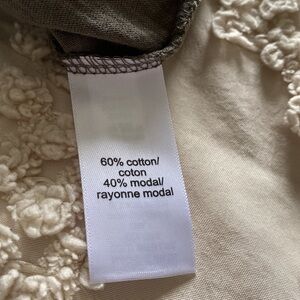 60% cotton/
coton
40% modal/
rayonne modal